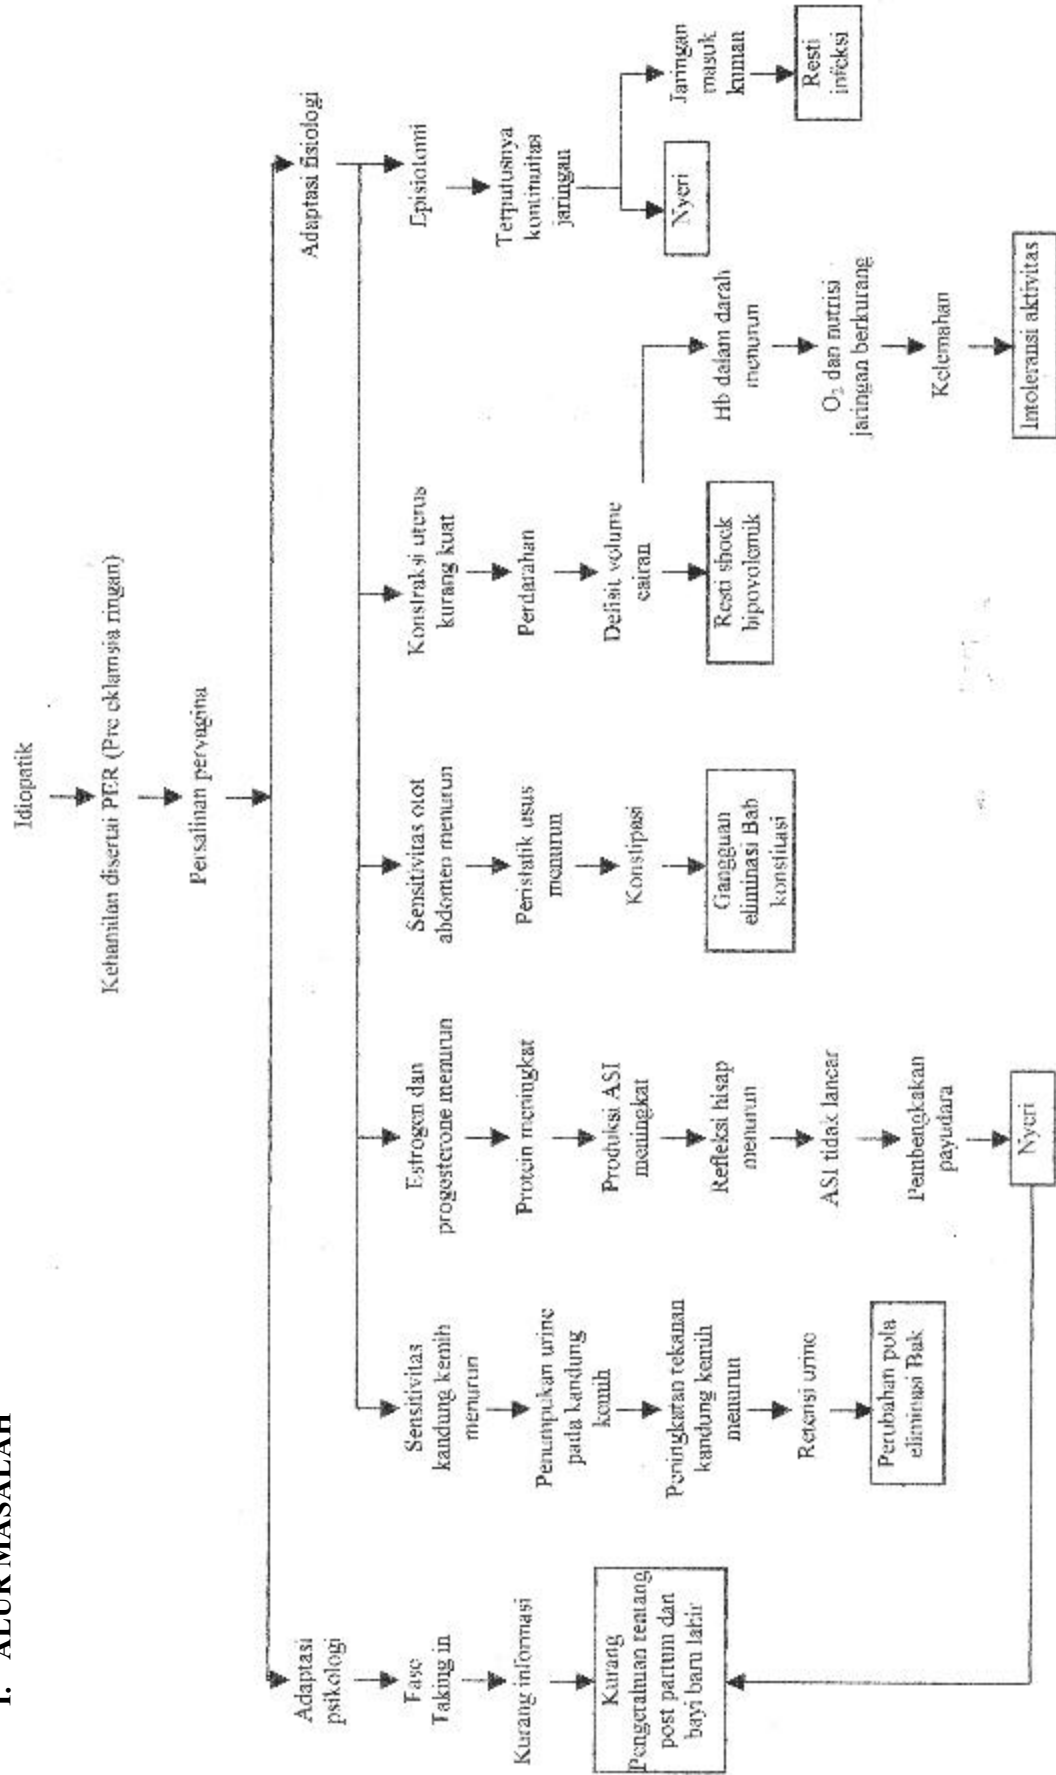 I. ALUR MASALAH
Idiopatik
Kehamilan disertai PER (Pre eklamsia ringan)
Persalinan pervagina
Adaptasi
psikologi
Adaptasi fisiologi
Fase
Taking in
Kurang informasi
Kurang
Pengetahuan tentang
post partum dan
bayi baru lahir
Sensitivitas
kandung kemih
menurun
Penumpukan urine
pada kandung
kemih
Peningkatan tekanan
kandung kemih
menurun
Retensi urine
Perubahan pola
eliminasi Bak
Estrogen dan
progesterone menurun
Protein meningkat
Produksi ASI
meningkat
Refleksi hisap
menurun
ASI tidak lancar
Pembengkakan
payudara
Nyeri
Sensitivitas otot
abdomen menurun
Peristatik usus
menurun
Konstipasi
Gangguan
eliminasi Bab
konstitasi
Konstraksi uterus
kurang kuat
Perdarahan
Defisit volume
cairan
Resti shock
hipovolemik
Hb dalam darah
menurun
O₂ dan nutrisi
jaringan berkurang
Kelemahan
Intoleransi aktivitas
Episiotomi
Terputusnya
kontinuitas
jaringan
Nyeri
Jaringan
masuk
kuman
Resti
infeksi